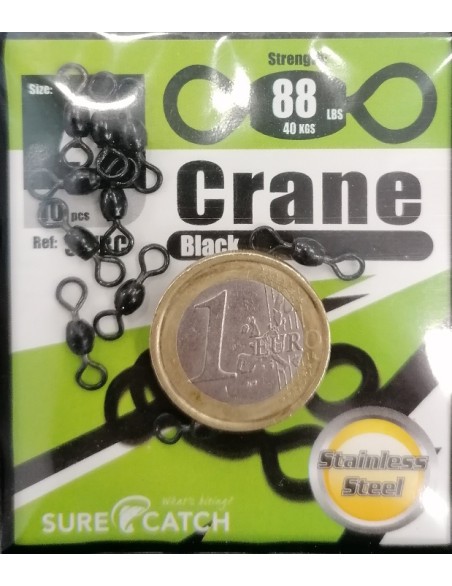 Size:
Strength:
88 LBS
40 KGS
Crane
10 pcs
Black
Ref:
1 EURO
Stainless
Steel
What's biting?
SURE CATCH